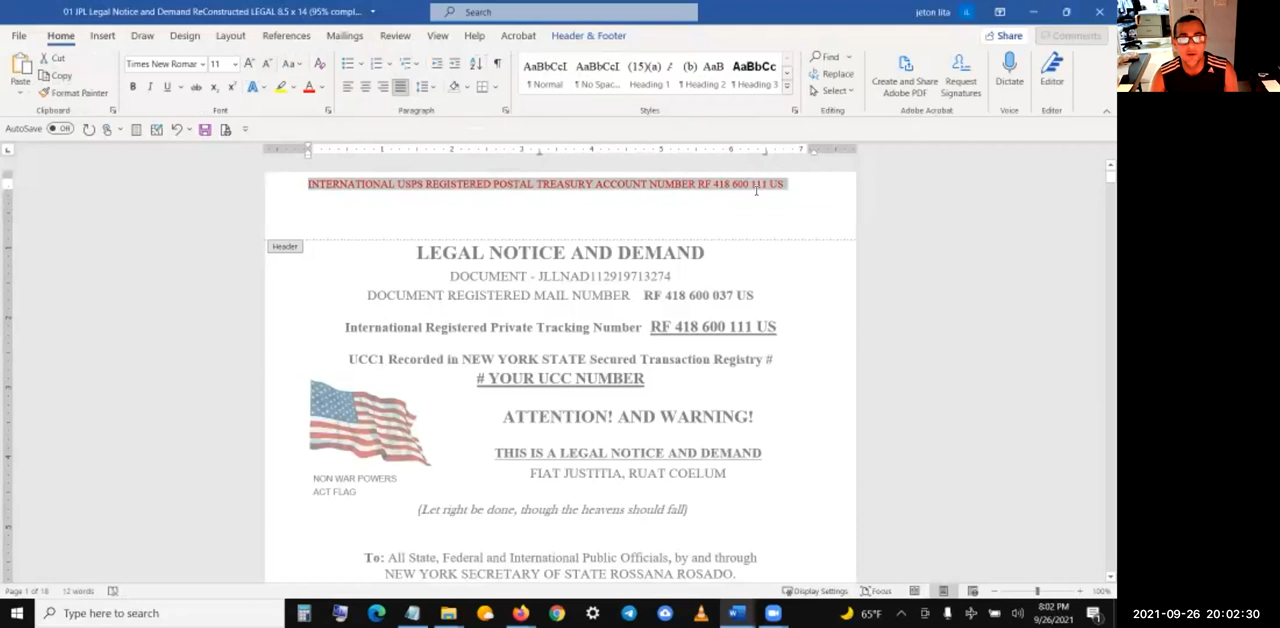 01 JPL Legal Notice and Demand ReConstructed LEGAL 8.5 x 14 (95% compl...
Search
jeton lita
JL
File Home Insert Draw Design Layout References Mailings Review View Help Acrobat Header & Footer
Share Comments
Paste
Cut
Copy
Format Painter
Clipboard
Times New Romar 11
Font
Paragraph
AaBbCcI AaBbCcI (15)(a) (b) AaB AaBbCc
¶ Normal ¶ No Spac... Heading 1 ¶ Heading 2 ¶ Heading 3
Styles
Find
Replace
Select
Editing
Create and Share Adobe PDF
Request Signatures
Adobe Acrobat
Dictate
Voice
Editor
Editor
AutoSave Off
1 2 3 4 5 6 7
INTERNATIONAL USPS REGISTERED POSTAL TREASURY ACCOUNT NUMBER RF 418 600 111 US
Header
LEGAL NOTICE AND DEMAND
DOCUMENT - JLLNAD112919713274
DOCUMENT REGISTERED MAIL NUMBER RF 418 600 037 US
International Registered Private Tracking Number RF 418 600 111 US
UCC1 Recorded in NEW YORK STATE Secured Transaction Registry #
# YOUR UCC NUMBER
ATTENTION! AND WARNING!
THIS IS A LEGAL NOTICE AND DEMAND
FIAT JUSTITIA, RUAT COELUM
NON WAR POWERS
ACT FLAG
(Let right be done, though the heavens should fall)
To: All State, Federal and International Public Officials, by and through
NEW YORK SECRETARY OF STATE ROSSANA ROSADO.
Page 1 of 18 12 words
Display Settings Focus
100%
Type here to search
65°F
8:02 PM
9/26/2021
2021-09-26 20:02:30